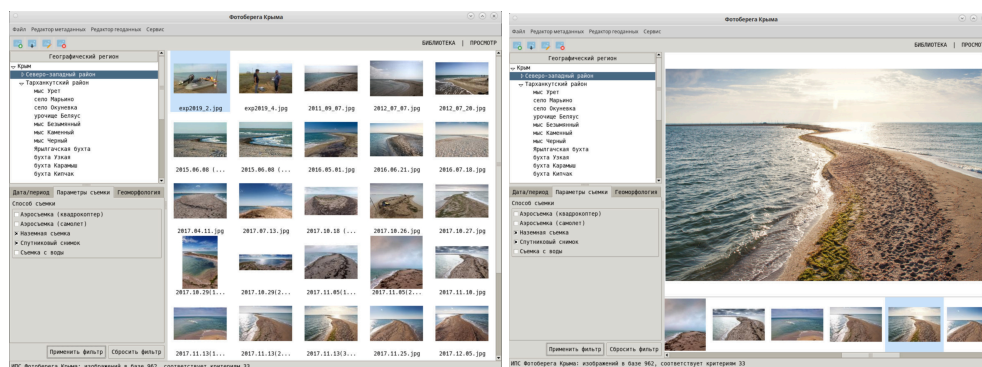 Фотоберега Крыма
Файл Редактор метаданных Редактор геоданных Сервис
БИБЛИОТЕКА | ПРОСМОТР
Географический регион
Крым
Северо-западный район
Тарханкутский район
мыс Урет
село Марьино
село Окуневка
урочище Беляус
мыс Безымянный
мыс Каменный
мыс Черный
Ярылгачская бухта
бухта Узкая
бухта Карамыш
бухта Кипчак
Дата/период Параметры съемки Геоморфология
Способ съемки
Аэросъемка (квадрокоптер)
Аэросъемка (самолет)
Наземная съемка
Спутниковый снимок
Съемка с воды
Применить фильтр Сбросить фильтр
ИПС Фотоберега Крыма: изображений в базе 962, соответствует критериям 33
exp2019_2.jpg exp2019_4.jpg 2011_09_07.jpg 2012_07_07.jpg 2012_07_20.jpg
2015.06.08 (... 2015.06.08 (... 2016.05.01.jpg 2016.06.21.jpg 2016.07.18.jpg
2017.04.11.jpg 2017.07.13.jpg 2017.10.18 (... 2017.10.26.jpg 2017.10.27.jpg
2017.10.29(1... 2017.10.29(2... 2017.11.05(1... 2017.11.05(2... 2017.11.10.jpg
2017.11.13(1... 2017.11.13(2... 2017.11.13(3... 2017.11.25.jpg 2017.12.05.jpg
Фотоберега Крыма
Файл Редактор метаданных Редактор геоданных Сервис
БИБЛИОТЕКА | ПРОСМО
Географический регион
Крым
Северо-западный район
Тарханкутский район
мыс Урет
село Марьино
село Окуневка
урочище Беляус
мыс Безымянный
мыс Каменный
мыс Черный
Ярылгачская бухта
бухта Узкая
бухта Карамыш
бухта Кипчак
Дата/период Параметры съемки Геоморфология
Способ съемки
Аэросъемка (квадрокоптер)
Аэросъемка (самолет)
Наземная съемка
Спутниковый снимок
Съемка с воды
Применить фильтр Сбросить фильтр
ИПС Фотоберега Крыма: изображений в базе 962, соответствует критериям 33